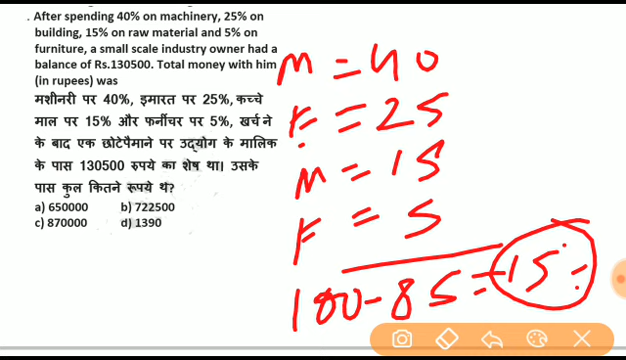 . After spending 40% on machinery, 25% on
building, 15% on raw material and 5% on
furniture, a small scale industry owner had a
balance of Rs.130500. Total money with him
(in rupees) was
मशीनरी पर 40%, इमारत पर 25%, कच्चे
माल पर 15% और फर्नीचर पर 5%, खर्च ने
के बाद एक छोटेपैमाने पर उद्योग के मालिक
के पास 130500 रुपये का शेष था। उसके
पास कुल कितने रूपये थे?
a) 650000 b) 722500
c) 870000 d) 1390
M = 40
F = 25
M = 15
F = 5
100-85=15